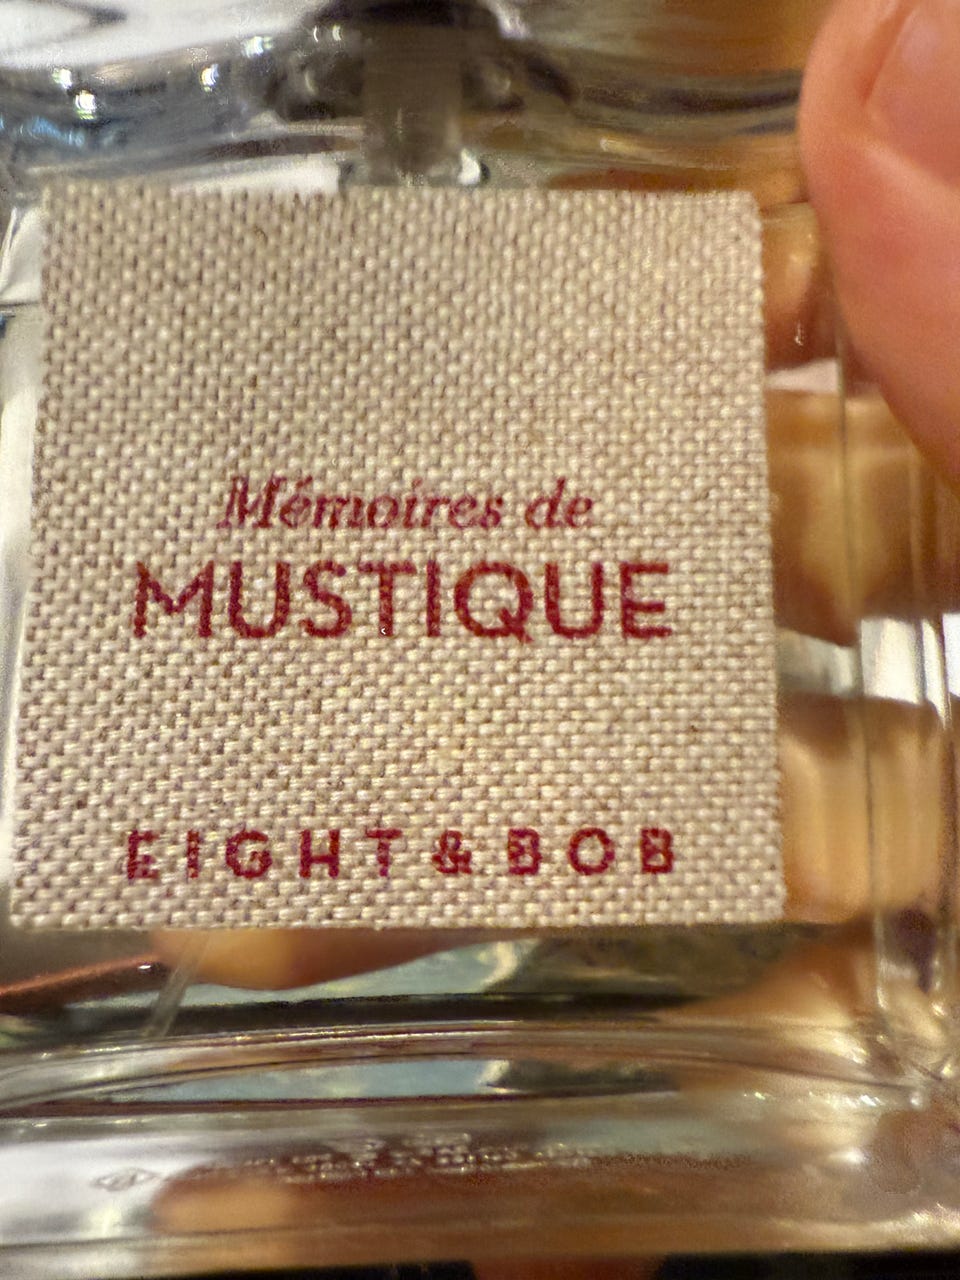 Mémoires de
MUSTIQUE
EIGHT & BOB